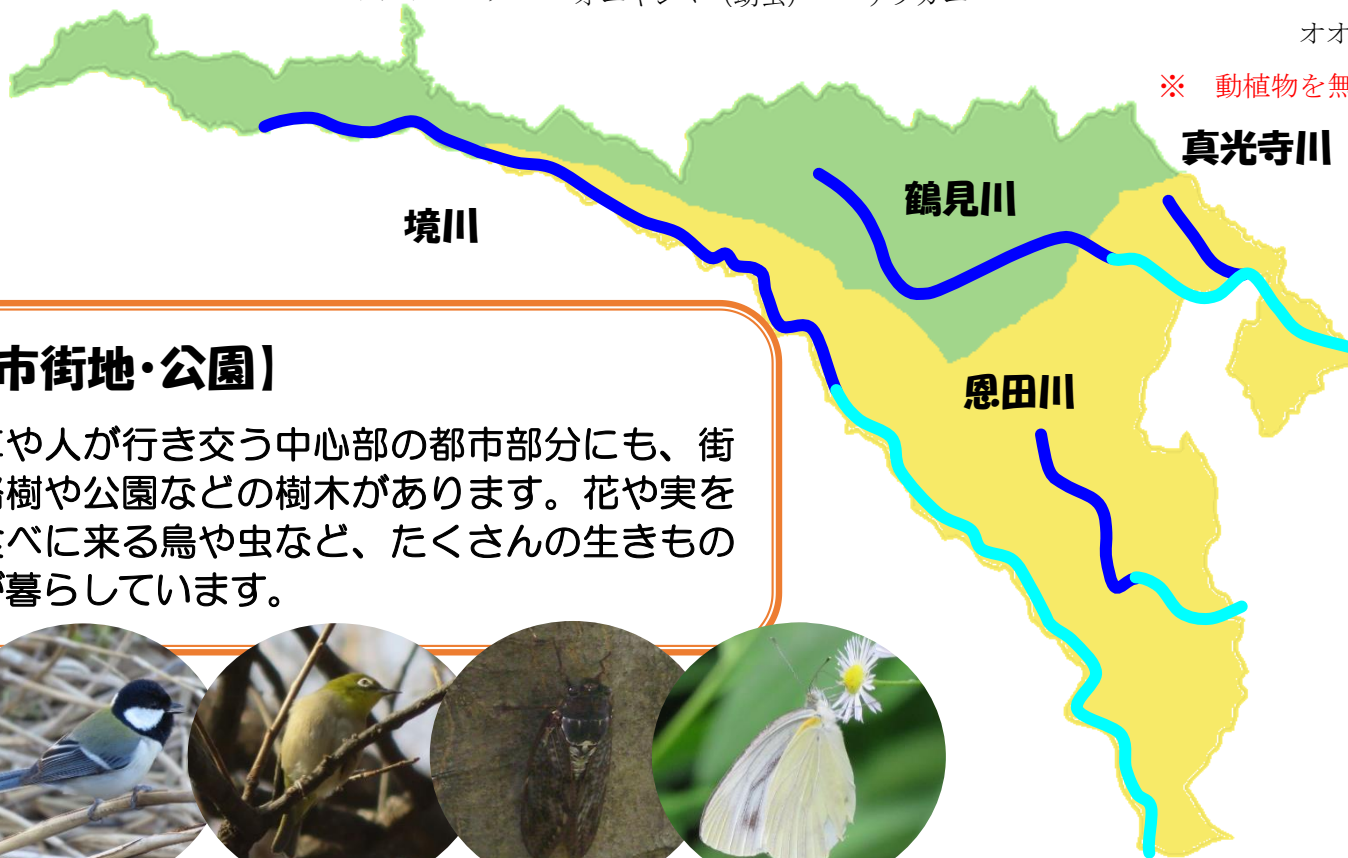 オオ
※　動植物を無
真光寺川
鶴見川
境川
市街地・公園】
や人が行き交う中心部の都市部分にも、街
樹や公園などの樹木があります。花や実を
べに来る鳥や虫など、たくさんの生きもの
が暮らしています。
恩田川